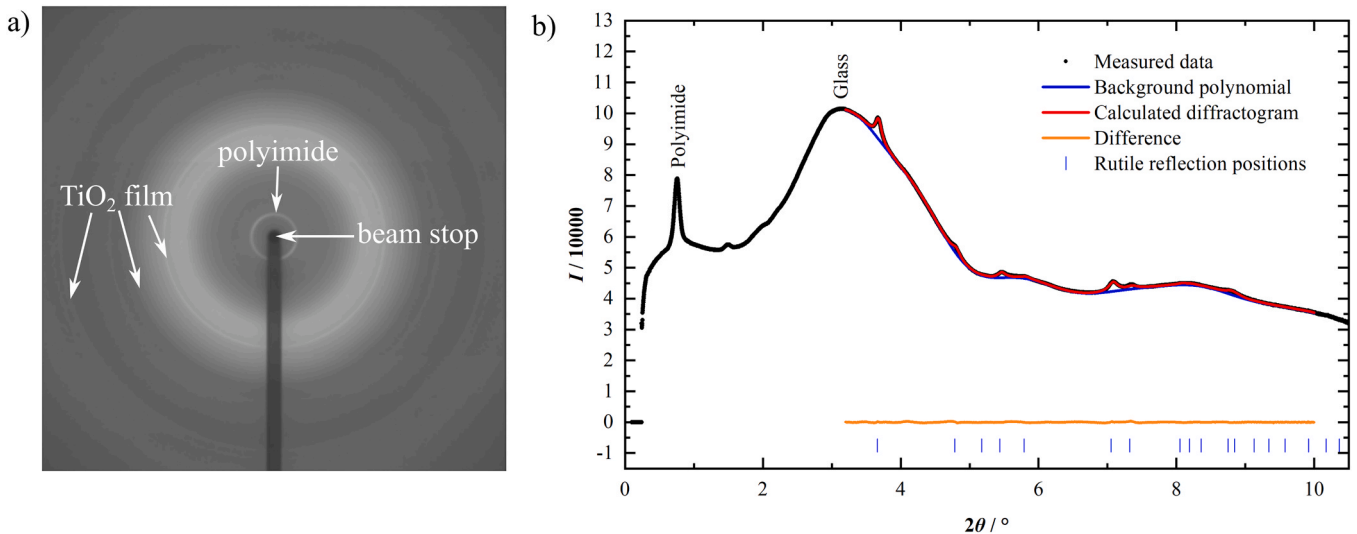 a)
polyimide
TiO₂ film
beam stop
b)
13
12
11
10
9
8
7
6
5
4
3
2
1
0
-1
I / 10000
Polyimide
Glass
Measured data
Background polynomial
Calculated diffractogram
Difference
Rutile reflection positions
0 2 4 6 8 10
2θ / °